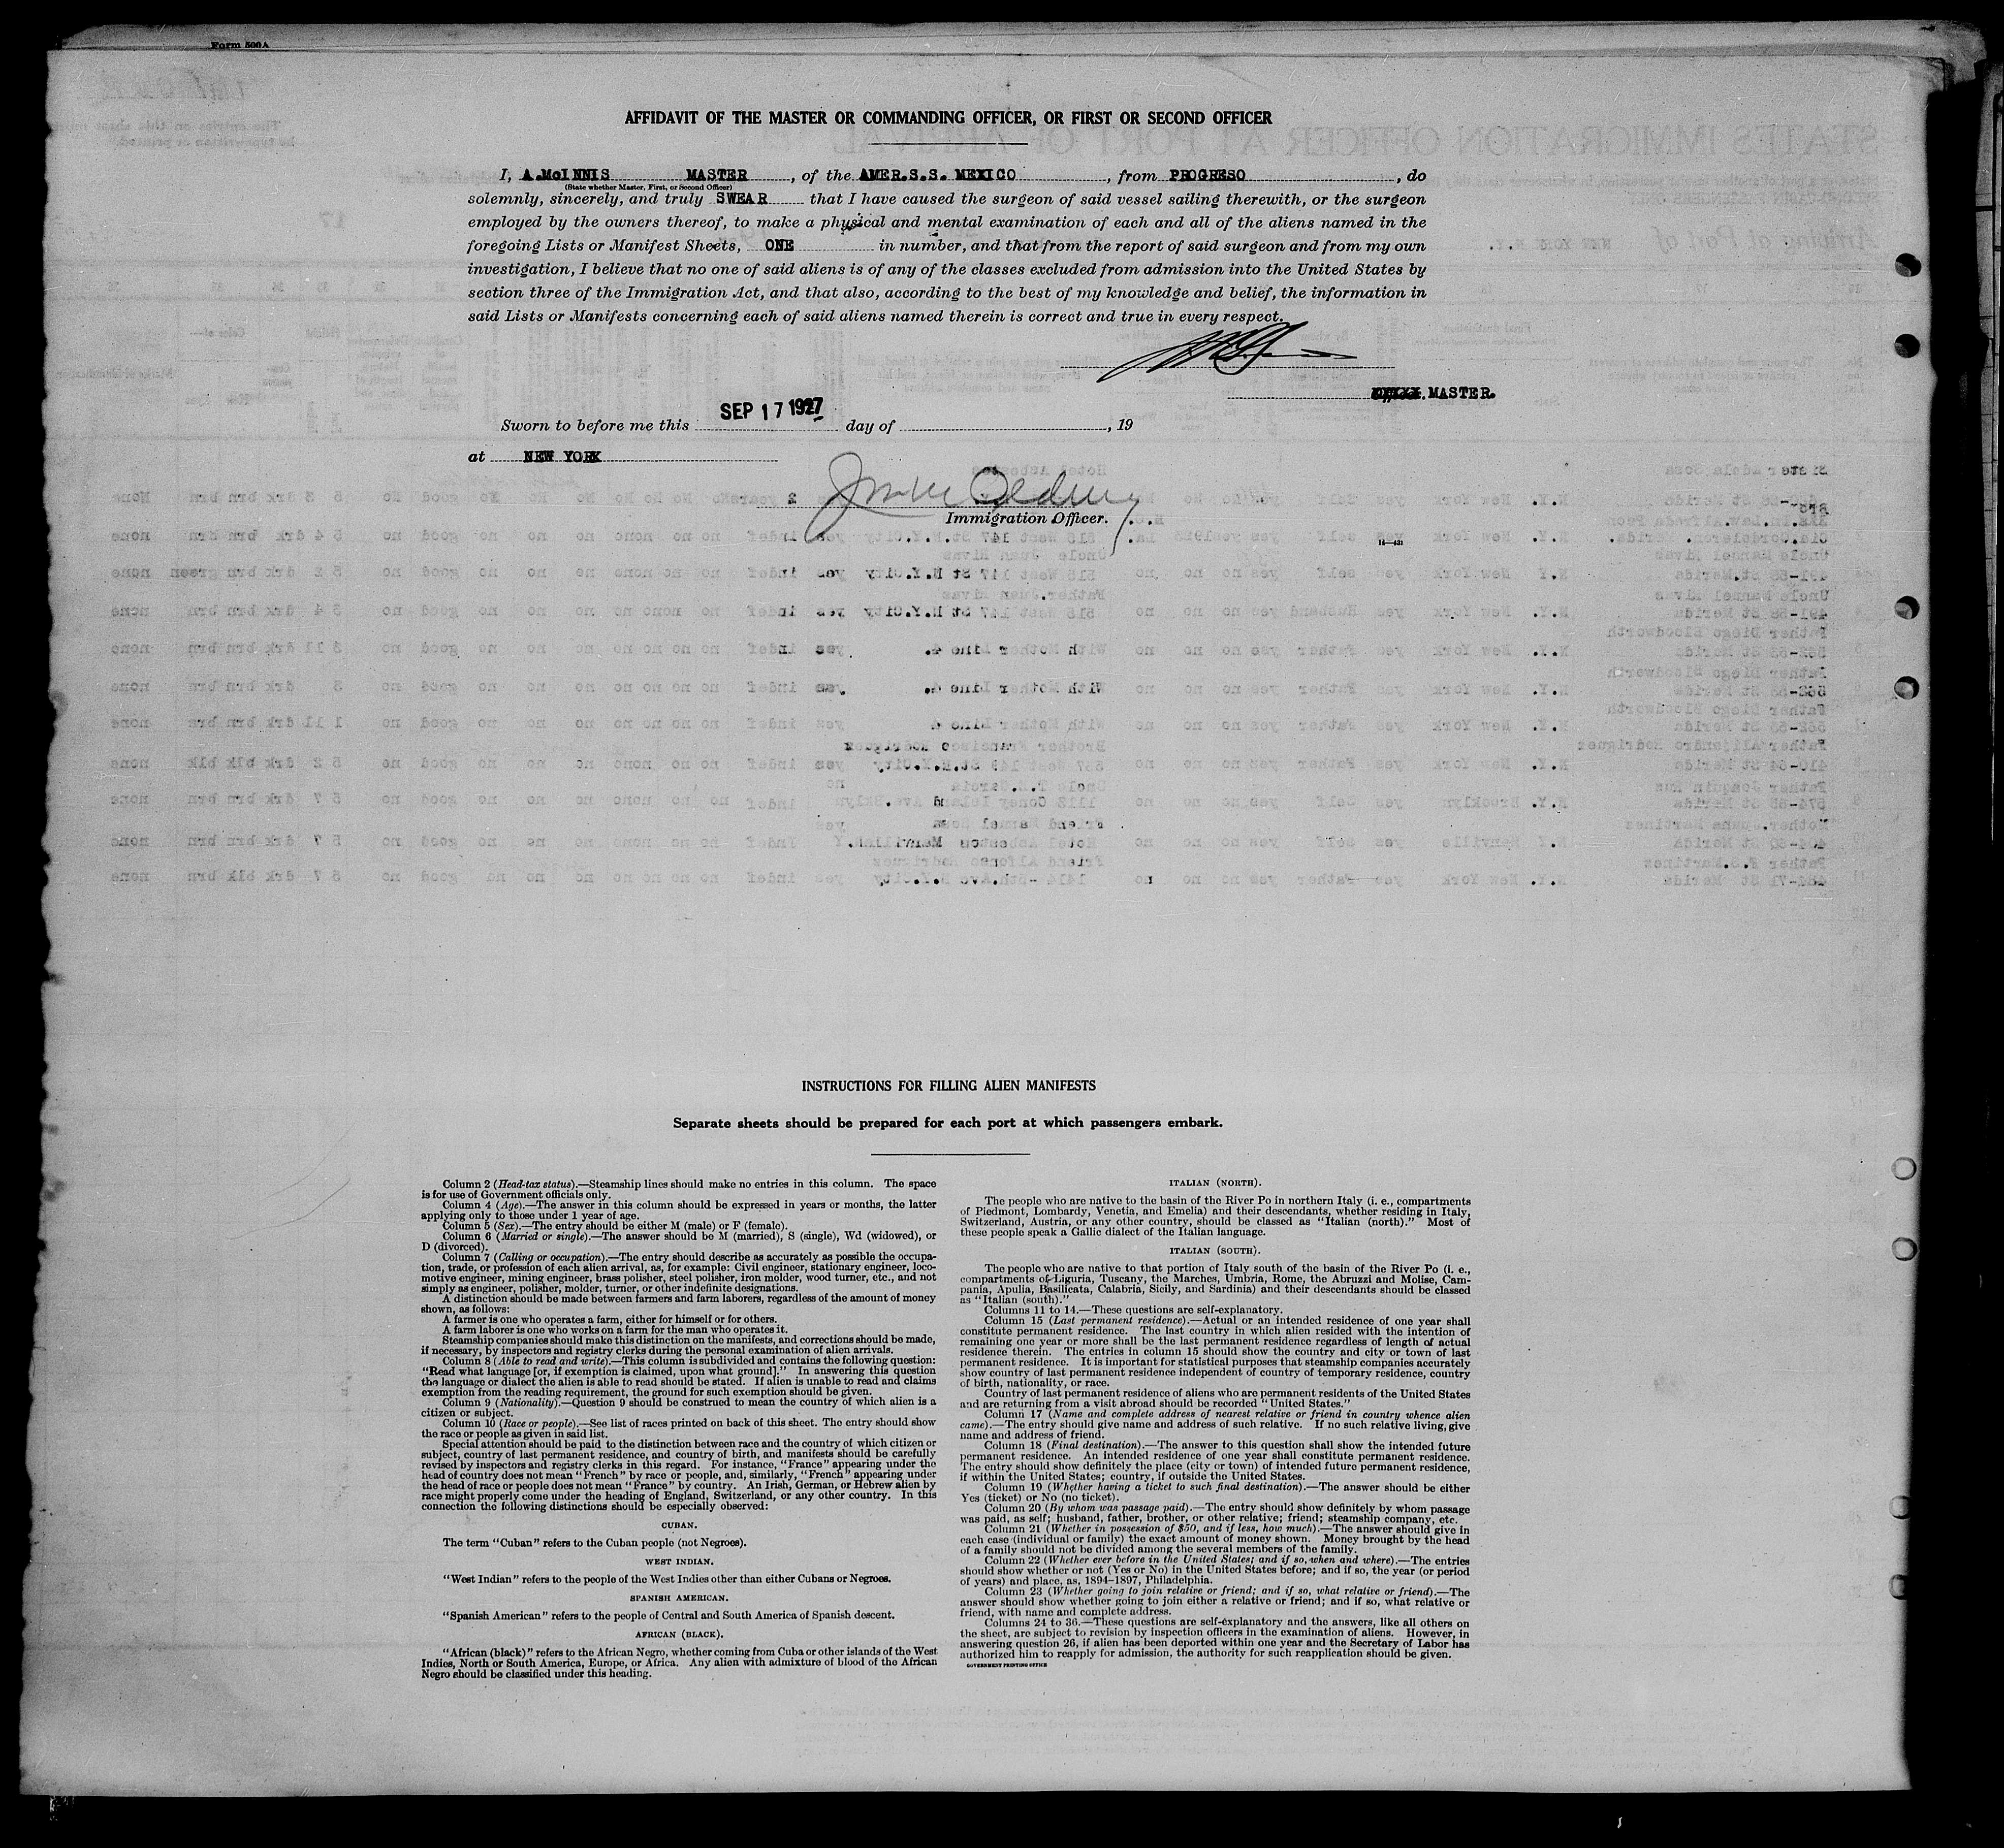 Form 500A
AFFIDAVIT OF THE MASTER OR COMMANDING OFFICER, OR FIRST OR SECOND OFFICER
I, A.McINNIS MASTER, of the AMER.S.S. MEXICO, from PROGRESO, do
(State whether Master, First, or Second Officer)
solemnly, sincerely, and truly SWEAR that I have caused the surgeon of said vessel sailing therewith, or the surgeon
employed by the owners thereof, to make a physical and mental examination of each and all of the aliens named in the
foregoing Lists or Manifest Sheets, ONE in number, and that from the report of said surgeon and from my own
investigation, I believe that no one of said aliens is of any of the classes excluded from admission into the United States by
section three of the Immigration Act, and that also, according to the best of my knowledge and belief, the information in
said Lists or Manifests concerning each of said aliens named therein is correct and true in every respect.
MASTER.
SEP 17 1927
Sworn to before me this day of , 19
at NEW YORK
Immigration Officer.
14—431
INSTRUCTIONS FOR FILLING ALIEN MANIFESTS
Separate sheets should be prepared for each port at which passengers embark.
Column 2 (Head-tax status).—Steamship lines should make no entries in this column. The space
is for use of Government officials only.
Column 4 (Age).—The answer in this column should be expressed in years or months, the latter
applying only to those under 1 year of age.
Column 5 (Sex).—The entry should be either M (male) or F (female).
Column 6 (Married or single).—The answer should be M (married), S (single), Wd (widowed), or
D (divorced).
Column 7 (Calling or occupation).—The entry should describe as accurately as possible the occupa-
tion, trade, or profession of each alien arrival, as, for example: Civil engineer, stationary engineer, loco-
motive engineer, mining engineer, brass polisher, steel polisher, iron molder, wood turner, etc., and not
simply as engineer, polisher, molder, turner, or other indefinite designations.
A distinction should be made between farmers and farm laborers, regardless of the amount of money
shown, as follows:
A farmer is one who operates a farm, either for himself or for others.
A farm laborer is one who works on a farm for the man who operates it.
Steamship companies should make this distinction on the manifests, and corrections should be made,
if necessary, by inspectors and registry clerks during the personal examination of alien arrivals.
Column 8 (Able to read and write).—This column is subdivided and contains the following question:
"Read what language [or, if exemption is claimed, upon what ground]." In answering this question
the language or dialect the alien is able to read should be stated. If alien is unable to read and claims
exemption from the reading requirement, the ground for such exemption should be given.
Column 9 (Nationality).—Question 9 should be construed to mean the country of which alien is a
citizen or subject.
Column 10 (Race or people).—See list of races printed on back of this sheet. The entry should show
the race or people as given in said list.
Special attention should be paid to the distinction between race and the country of which citizen or
subject, country of last permanent residence, and country of birth, and manifests should be carefully
revised by inspectors and registry clerks in this regard. For instance, "France" appearing under the
head of country does not mean "French" by race or people, and, similarly, "French" appearing under
the head of race or people does not mean "France" by country. An Irish, German, or Hebrew alien by
race might properly come under the heading of England, Switzerland, or any other country. In this
connection the following distinctions should be especially observed:
CUBAN.
The term "Cuban" refers to the Cuban people (not Negroes).
WEST INDIAN.
"West Indian" refers to the people of the West Indies other than either Cubans or Negroes.
SPANISH AMERICAN.
"Spanish American" refers to the people of Central and South America of Spanish descent.
AFRICAN (BLACK).
"African (black)" refers to the African Negro, whether coming from Cuba or other islands of the West
Indies, North or South America, Europe, or Africa. Any alien with admixture of blood of the African
Negro should be classified under this heading.
ITALIAN (NORTH).
The people who are native to the basin of the River Po in northern Italy (i. e., compartments
of Piedmont, Lombardy, Venetia, and Emelia) and their descendants, whether residing in Italy,
Switzerland, Austria, or any other country, should be classed as "Italian (north)." Most of
these people speak a Gallic dialect of the Italian language.
ITALIAN (SOUTH).
The people who are native to that portion of Italy south of the basin of the River Po (i. e.,
compartments of Liguria, Tuscany, the Marches, Umbria, Rome, the Abruzzi and Molise, Cam-
pania, Apulia, Basilicata, Calabria, Sicily, and Sardinia) and their descendants should be classed
as "Italian (south)."
Columns 11 to 14.—These questions are self-explanatory.
Column 15 (Last permanent residence).—Actual or an intended residence of one year shall
constitute permanent residence. The last country in which alien resided with the intention of
remaining one year or more shall be the last permanent residence regardless of length of actual
residence therein. The entries in column 15 should show the country and city or town of last
permanent residence. It is important for statistical purposes that steamship companies accurately
show country of last permanent residence independent of country of temporary residence, country
of birth, nationality, or race.
Country of last permanent residence of aliens who are permanent residents of the United States
and are returning from a visit abroad should be recorded "United States."
Column 17 (Name and complete address of nearest relative or friend in country whence alien
came).—The entry should give name and address of such relative. If no such relative living, give
name and address of friend.
Column 18 (Final destination).—The answer to this question shall show the intended future
permanent residence. An intended residence of one year shall constitute permanent residence.
The entry should show definitely the place (city or town) of intended future permanent residence,
if within the United States; country, if outside the United States.
Column 19 (Whether having a ticket to such final destination).—The answer should be either
Yes (ticket) or No (no ticket).
Column 20 (By whom was passage paid).—The entry should show definitely by whom passage
was paid, as self; husband, father, brother, or other relative; friend; steamship company, etc.
Column 21 (Whether in possession of $50, and if less, how much).—The answer should give in
each case (individual or family) the exact amount of money shown. Money brought by the head
of a family should not be divided among the several members of the family.
Column 22 (Whether ever before in the United States; and if so, when and where).—The entries
should show whether or not (Yes or No) in the United States before; and if so, the year (or period
of years) and place, as, 1894-1897, Philadelphia.
Column 23 (Whether going to join relative or friend; and if so, what relative or friend).—The
answer should show whether going to join either a relative or friend; and if so, what relative or
friend, with name and complete address.
Columns 24 to 36.—These questions are self-explanatory and the answers, like all others on
the sheet, are subject to revision by inspection officers in the examination of aliens. However, in
answering question 26, if alien has been deported within one year and the Secretary of Labor has
authorized him to reapply for admission, the authority for such reapplication should be given.
GOVERNMENT PRINTING OFFICE